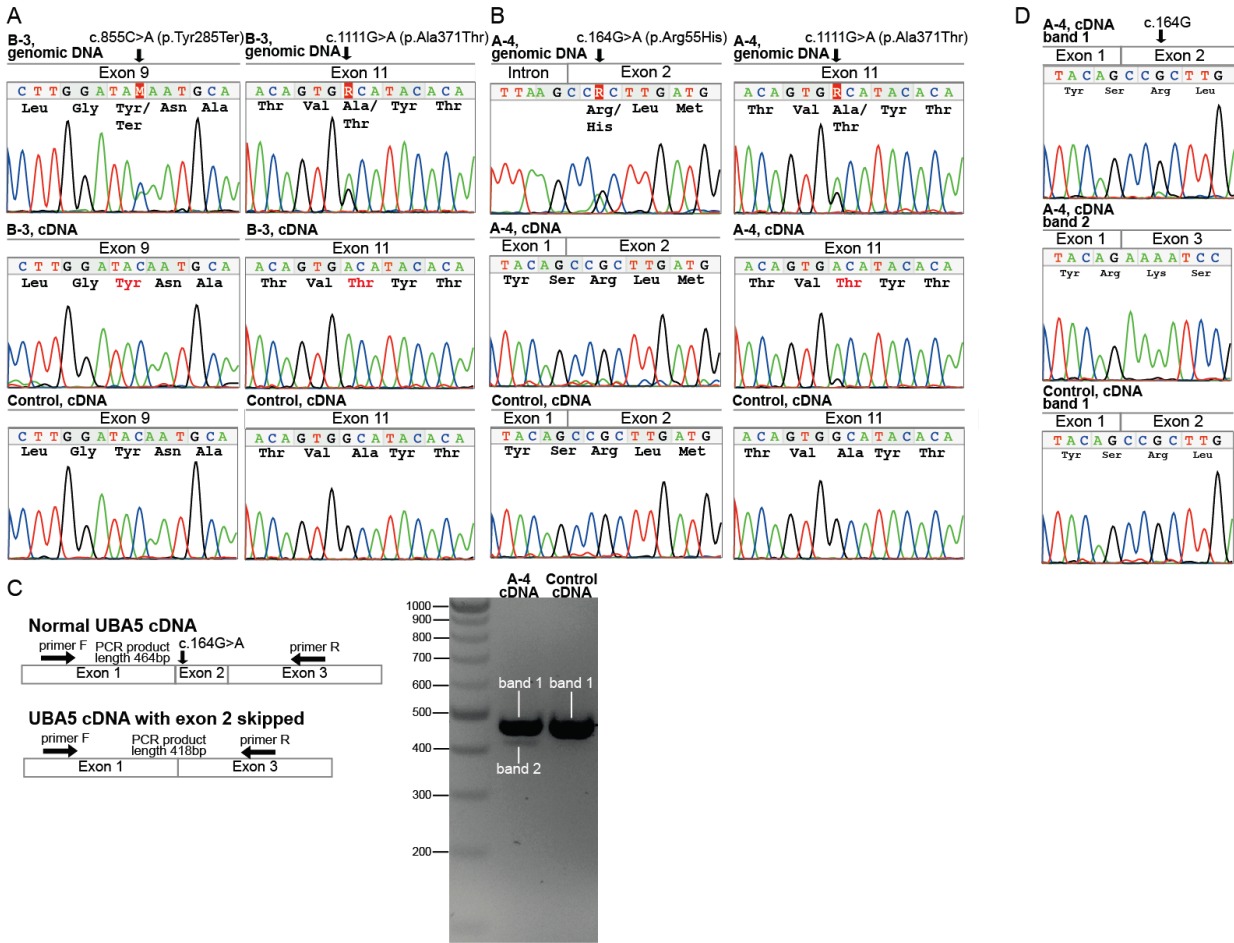 A
B-3,
genomic DNA
c.855C>A (p.Tyr285Ter)
Exon 9
C T T G G A T A M A A T G C A
Leu Gly Tyr/ Asn Ala
Ter
B-3,
genomic DNA
c.1111G>A (p.Ala371Thr)
Exon 11
A C A G T G R C A T A C A C A
Thr Val Ala/ Tyr Thr
Thr
B-3, cDNA
Exon 9
C T T G G A T A C A A T G C A
Leu Gly Tyr Asn Ala
B-3, cDNA
Exon 11
A C A G T G A C A T A C A C A
Thr Val Thr Tyr Thr
Control, cDNA
Exon 9
C T T G G A T A C A A T G C A
Leu Gly Tyr Asn Ala
Control, cDNA
Exon 11
A C A G T G G C A T A C A C A
Thr Val Ala Tyr Thr
B
A-4,
genomic DNA
c.164G>A (p.Arg55His)
Intron Exon 2
T T A A G C C R C T T G A T G
Arg/ Leu Met
His
A-4,
genomic DNA
c.1111G>A (p.Ala371Thr)
Exon 11
A C A G T G R C A T A C A C A
Thr Val Ala/ Tyr Thr
Thr
A-4, cDNA
Exon 1 Exon 2
T A C A G C C G C T T G A T G
Tyr Ser Arg Leu Met
A-4, cDNA
Exon 11
A C A G T G A C A T A C A C A
Thr Val Thr Tyr Thr
Control, cDNA
Exon 1 Exon 2
T A C A G C C G C T T G A T G
Tyr Ser Arg Leu Met
Control, cDNA
Exon 11
A C A G T G G C A T A C A C A
Thr Val Ala Tyr Thr
C
Normal UBA5 cDNA
primer F
PCR product
length 464bp
c.164G>A
primer R
Exon 1 Exon 2 Exon 3
UBA5 cDNA with exon 2 skipped
primer F
PCR product
length 418bp
primer R
Exon 1 Exon 3
A-4
cDNA
Control
cDNA
1000
900
800
700
600
500
400
300
200
band 1
band 1
band 2
D
A-4, cDNA
band 1
c.164G
Exon 1 Exon 2
T A C A G C C G C T T G
Tyr Ser Arg Leu
A-4, cDNA
band 2
Exon 1 Exon 3
T A C A G A A A A T C C
Tyr Arg Lys Ser
Control, cDNA
band 1
Exon 1 Exon 2
T A C A G C C G C T T G
Tyr Ser Arg Leu